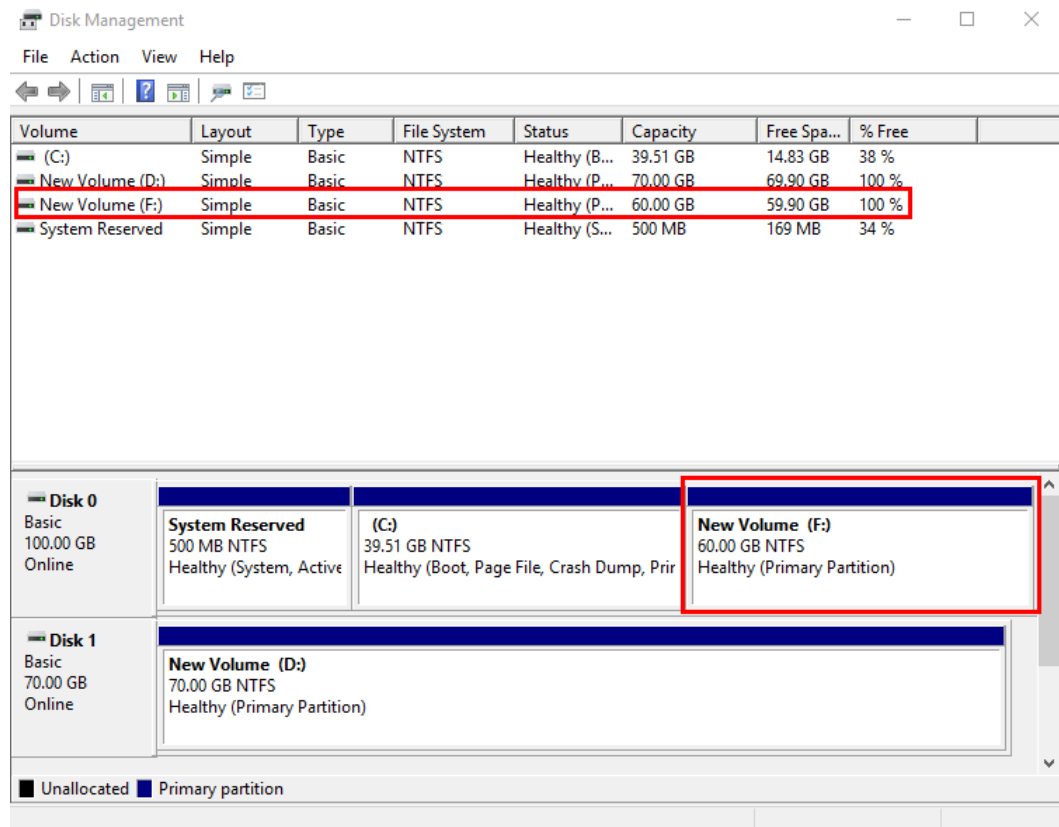 Disk Management
File Action View Help
Volume Layout Type File System Status Capacity Free Spa... % Free
(C:) Simple Basic NTFS Healthy (B... 39.51 GB 14.83 GB 38 %
New Volume (D:) Simple Basic NTFS Healthy (P... 70.00 GB 69.90 GB 100 %
New Volume (F:) Simple Basic NTFS Healthy (P... 60.00 GB 59.90 GB 100 %
System Reserved Simple Basic NTFS Healthy (S... 500 MB 169 MB 34 %
Disk 0
Basic
100.00 GB
Online
System Reserved
500 MB NTFS
Healthy (System, Active
(C:)
39.51 GB NTFS
Healthy (Boot, Page File, Crash Dump, Prir
New Volume (F:)
60.00 GB NTFS
Healthy (Primary Partition)
Disk 1
Basic
70.00 GB
Online
New Volume (D:)
70.00 GB NTFS
Healthy (Primary Partition)
Unallocated Primary partition